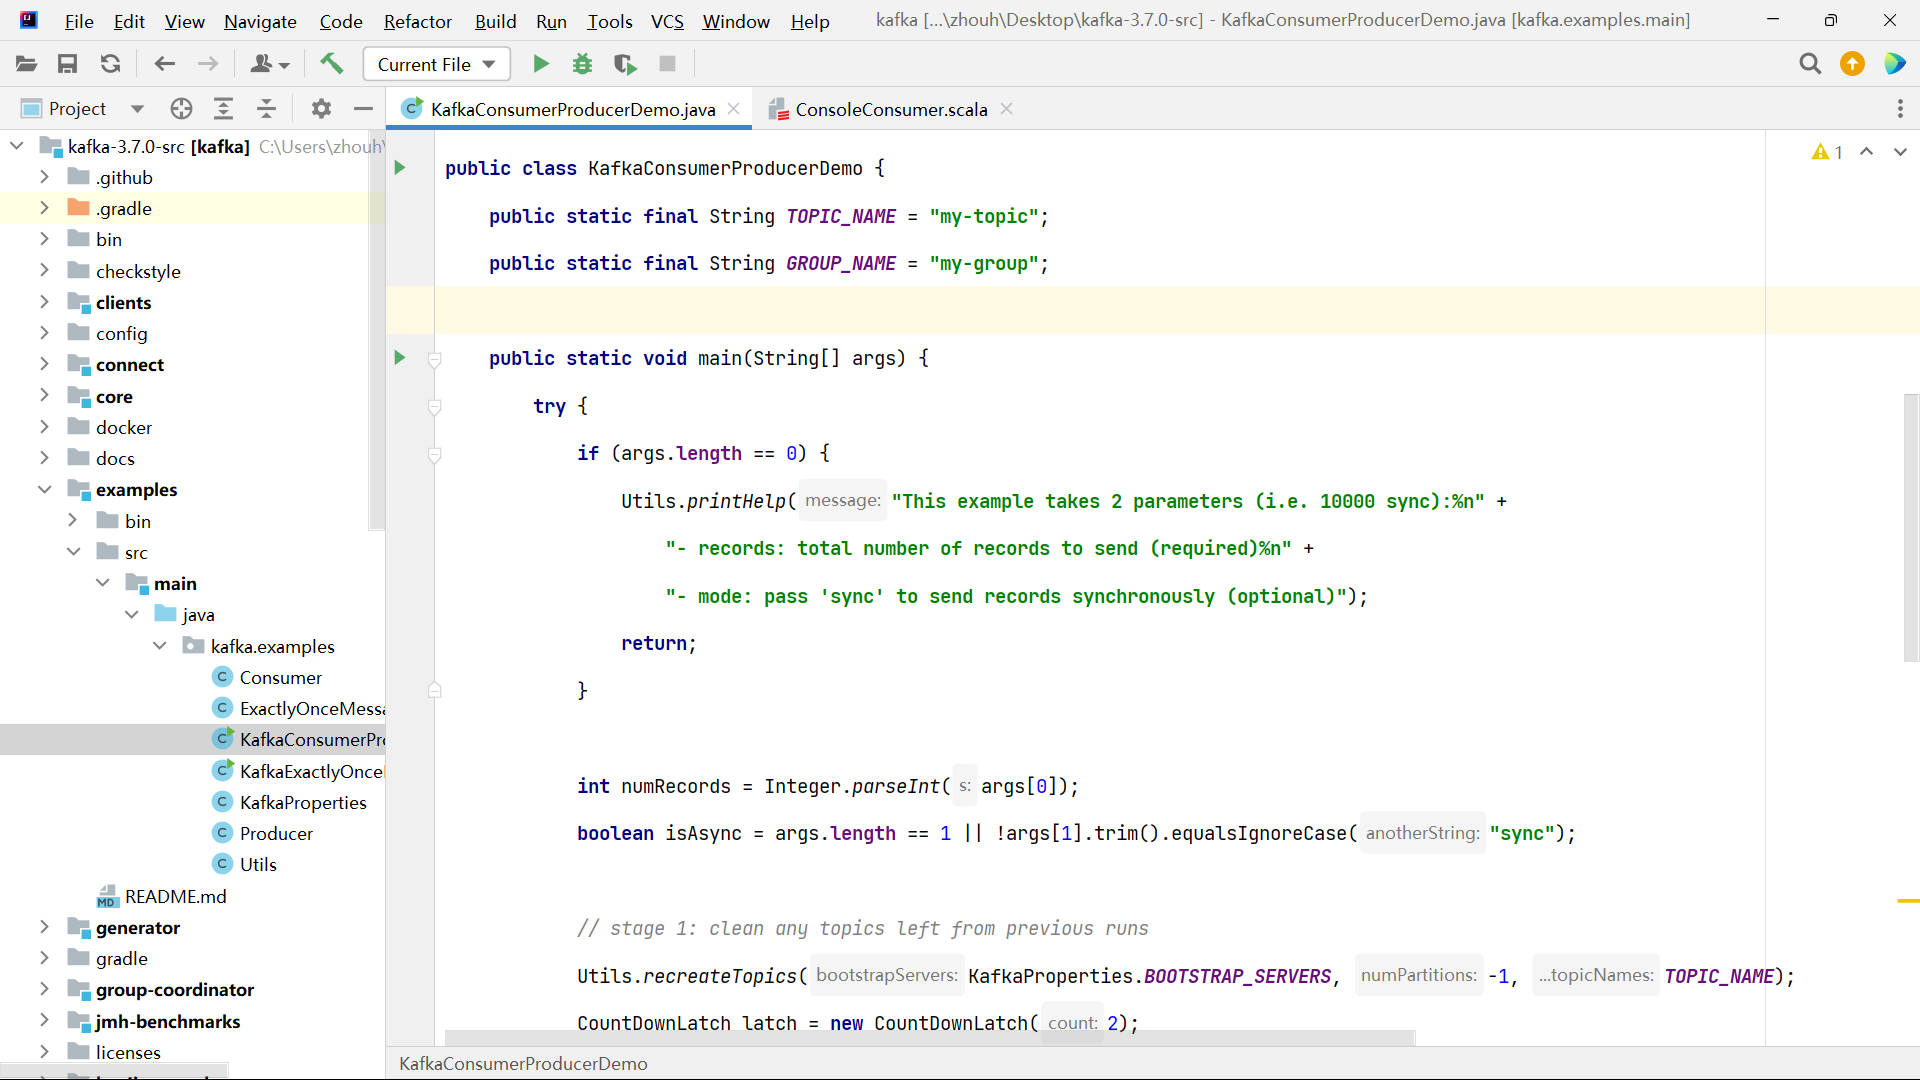 File Edit View Navigate Code Refactor Build Run Tools VCS Window Help kafka [...\zhouh\Desktop\kafka-3.7.0-src] - KafkaConsumerProducerDemo.java [kafka.examples.main]
Current File
Project
KafkaConsumerProducerDemo.java
ConsoleConsumer.scala
kafka-3.7.0-src [kafka] C:\Users\zhouh\
.github
.gradle
bin
checkstyle
clients
config
connect
core
docker
docs
examples
bin
src
main
java
kafka.examples
Consumer
ExactlyOnceMessa
KafkaConsumerPro
KafkaExactlyOnce
KafkaProperties
Producer
Utils
README.md
generator
gradle
group-coordinator
jmh-benchmarks
licenses
1
public class KafkaConsumerProducerDemo {
public static final String TOPIC_NAME = "my-topic";
public static final String GROUP_NAME = "my-group";
public static void main(String[] args) {
try {
if (args.length == 0) {
Utils.printHelp( message: "This example takes 2 parameters (i.e. 10000 sync):%n" +
"- records: total number of records to send (required)%n" +
"- mode: pass 'sync' to send records synchronously (optional)");
return;
}
int numRecords = Integer.parseInt( s: args[0]);
boolean isAsync = args.length == 1 || !args[1].trim().equalsIgnoreCase( anotherString: "sync");
// stage 1: clean any topics left from previous runs
Utils.recreateTopics( bootstrapServers: KafkaProperties.BOOTSTRAP_SERVERS, numPartitions: -1, ...topicNames: TOPIC_NAME);
CountDownLatch latch = new CountDownLatch( count: 2);
KafkaConsumerProducerDemo